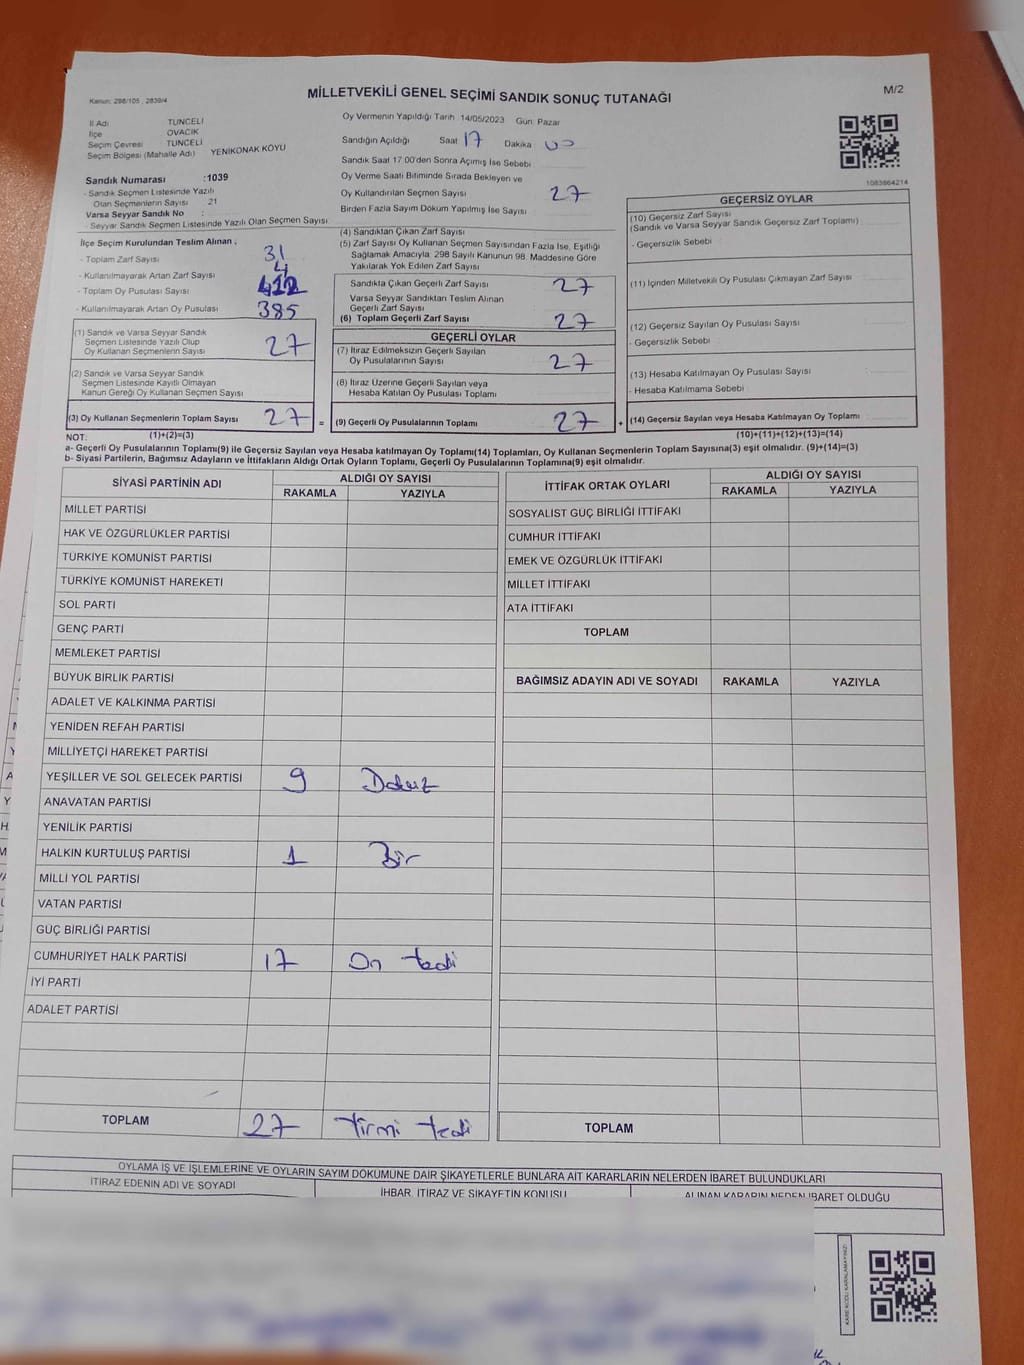 Kanun: 298/105 , 2839/4
MİLLETVEKİLİ GENEL SEÇİMİ SANDIK SONUÇ TUTANAĞI
M/2
İl Adı TUNCELİ
İlçe OVACIK
Seçim Çevresi TUNCELİ
Seçim Bölgesi (Mahalle Adı) YENİKONAK KÖYÜ
Sandık Numarası :1039
- Sandık Seçmen Listesinde Yazılı
Olan Seçmenlerin Sayısı 21
Varsa Seyyar Sandık No :
- Seyyar Sandık Seçmen Listesinde Yazılı Olan Seçmen Sayısı
Oy Vermenin Yapıldığı Tarih 14/05/2023 Gün: Pazar
Sandığın Açıldığı Saat 17 Dakika 00
Sandık Saat 17:00'den Sonra Açımış İse Sebebi
Oy Verme Saati Bitiminde Sırada Bekleyen ve
Oy Kullandırılan Seçmen Sayısı 27
Birden Fazla Sayım Döküm Yapılmış İse Sayısı
1083864214
İlçe Seçim Kurulundan Teslim Alınan ;
- Toplam Zarf Sayısı 31
- Kullanılmayarak Artan Zarf Sayısı 4
- Toplam Oy Pusulası Sayısı 412
- Kullanılmayarak Artan Oy Pusulası 385
(1) Sandık ve Varsa Seyyar Sandık
Seçmen Listesinde Yazılı Olup
Oy Kullanan Seçmenlerin Sayısı 27
(2) Sandık ve Varsa Seyyar Sandık
Seçmen Listesinde Kayıtlı Olmayan
Kanun Gereği Oy Kullanan Seçmen Sayısı
(3) Oy Kullanan Seçmenlerin Toplam Sayısı 27 =
(4) Sandıktan Çıkan Zarf Sayısı
(5) Zarf Sayısı Oy Kullanan Seçmen Sayısından Fazla İse, Eşitliği
Sağlamak Amacıyla, 298 Sayılı Kanunun 98. Maddesine Göre
Yakılarak Yok Edilen Zarf Sayısı
Sandıkta Çıkan Geçerli Zarf Sayısı 27
Varsa Seyyar Sandıktan Teslim Alınan
Geçerli Zarf Sayısı
(6) Toplam Geçerli Zarf Sayısı 27
GEÇERLİ OYLAR
(7) İtiraz Edilmeksizin Geçerli Sayılan
Oy Pusulalarının Sayısı 27
(8) İtiraz Üzerine Geçerli Sayılan veya
Hesaba Katılan Oy Pusulası Toplamı
(9) Geçerli Oy Pusulalarının Toplamı 27 +
GEÇERSİZ OYLAR
(10) Geçersiz Zarf Sayısı
(Sandık ve Varsa Seyyar Sandık Geçersiz Zarf Toplamı)
- Geçersizlik Sebebi
(11) İçinden Milletvekili Oy Pusulası Çıkmayan Zarf Sayısı
(12) Geçersiz Sayılan Oy Pusulası Sayısı
- Geçersizlik Sebebi
(13) Hesaba Katılmayan Oy Pusulası Sayısı
- Hesaba Katılmama Sebebi
(14) Geçersiz Sayılan veya Hesaba Katılmayan Oy Toplamı
NOT: (1)+(2)=(3) (10)+(11)+(12)+(13)=(14)
a- Geçerli Oy Pusulalarının Toplamı(9) ile Geçersiz Sayılan veya Hesaba katılmayan Oy Toplamı(14) Toplamları, Oy Kullanan Seçmenlerin Toplam Sayısına(3) eşit olmalıdır. (9)+(14)=(3)
b- Siyasi Partilerin, Bağımsız Adayların ve İttifakların Aldığı Ortak Oyların Toplamı, Geçerli Oy Pusulalarının Toplamına(9) eşit olmalıdır.
SİYASİ PARTİNİN ADI ALDIĞI OY SAYISI
RAKAMLA YAZIYLA
MİLLET PARTİSİ
HAK VE ÖZGÜRLÜKLER PARTİSİ
TÜRKİYE KOMÜNİST PARTİSİ
TÜRKİYE KOMÜNİST HAREKETİ
SOL PARTİ
GENÇ PARTİ
MEMLEKET PARTİSİ
BÜYÜK BİRLİK PARTİSİ
ADALET VE KALKINMA PARTİSİ
YENİDEN REFAH PARTİSİ
MİLLİYETÇİ HAREKET PARTİSİ
YEŞİLLER VE SOL GELECEK PARTİSİ 9 Dokuz
ANAVATAN PARTİSİ
YENİLİK PARTİSİ
HALKIN KURTULUŞ PARTİSİ 1 Bir
MİLLİ YOL PARTİSİ
VATAN PARTİSİ
GÜÇ BİRLİĞİ PARTİSİ
CUMHURİYET HALK PARTİSİ 17 On Yedi
İYİ PARTİ
ADALET PARTİSİ
TOPLAM 27 Yirmi Yedi
İTTİFAK ORTAK OYLARI ALDIĞI OY SAYISI
RAKAMLA YAZIYLA
SOSYALİST GÜÇ BİRLİĞİ İTTİFAKI
CUMHUR İTTİFAKI
EMEK VE ÖZGÜRLÜK İTTİFAKI
MİLLET İTTİFAKI
ATA İTTİFAKI
TOPLAM
BAĞIMSIZ ADAYIN ADI VE SOYADI RAKAMLA YAZIYLA
TOPLAM
OYLAMA İŞ VE İŞLEMLERİNE VE OYLARIN SAYIM DÖKÜMÜNE DAİR ŞİKAYETLERLE BUNLARA AİT KARARLARIN NELERDEN İBARET BULUNDUKLARI
İTİRAZ EDENİN ADI VE SOYADI İHBAR, İTİRAZ VE ŞİKAYETİN KONUSU ALINAN KARARIN NEDEN İBARET OLDUĞU
KARE KODU KARALAMAYINIZ!